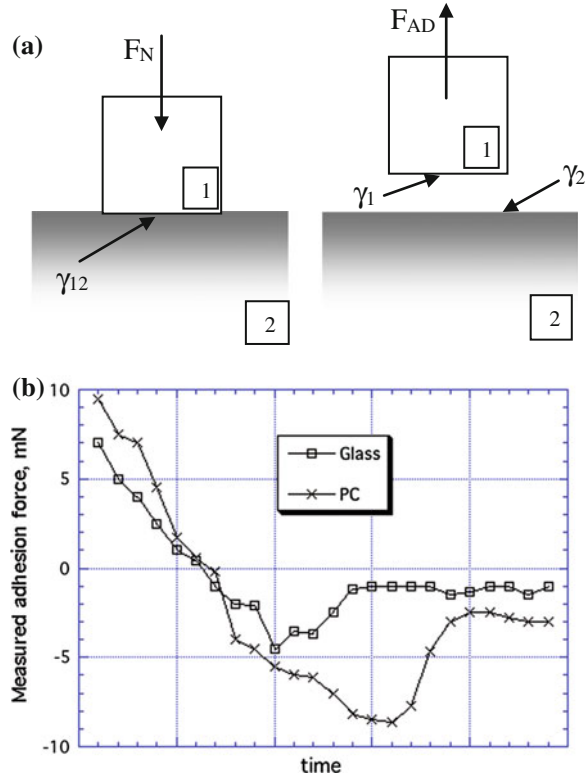 (a)
F_N
F_AD
1
1
γ1
γ2
γ12
2
2
(b)
10
5
0
-5
-10
Measured adhesion force, mN
Glass
PC
time